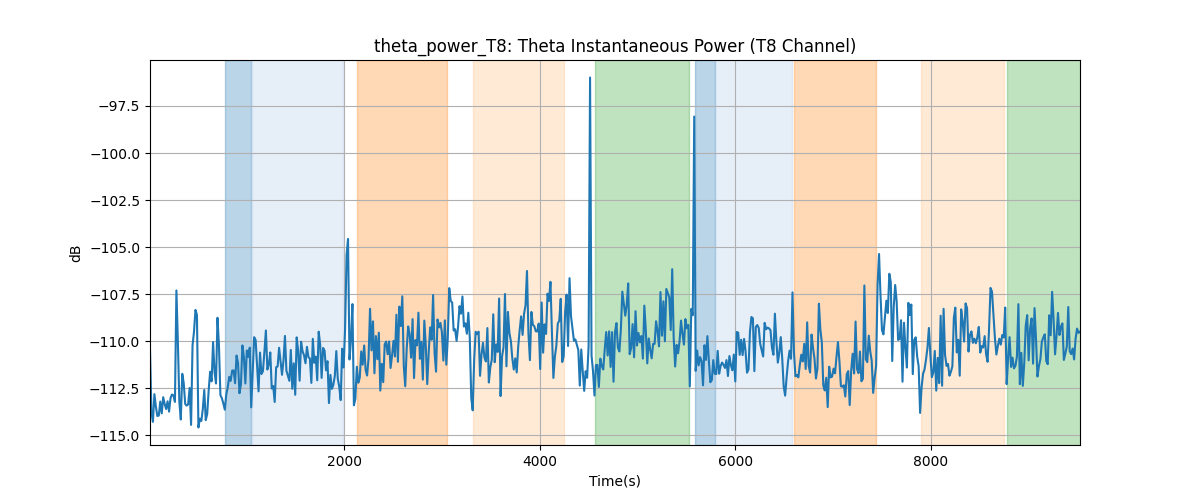 theta_power_T8: Theta Instantaneous Power (T8 Channel)
−97.5
−100.0
−102.5
−105.0
−107.5
−110.0
−112.5
−115.0
dB
2000 4000 6000 8000
Time(s)